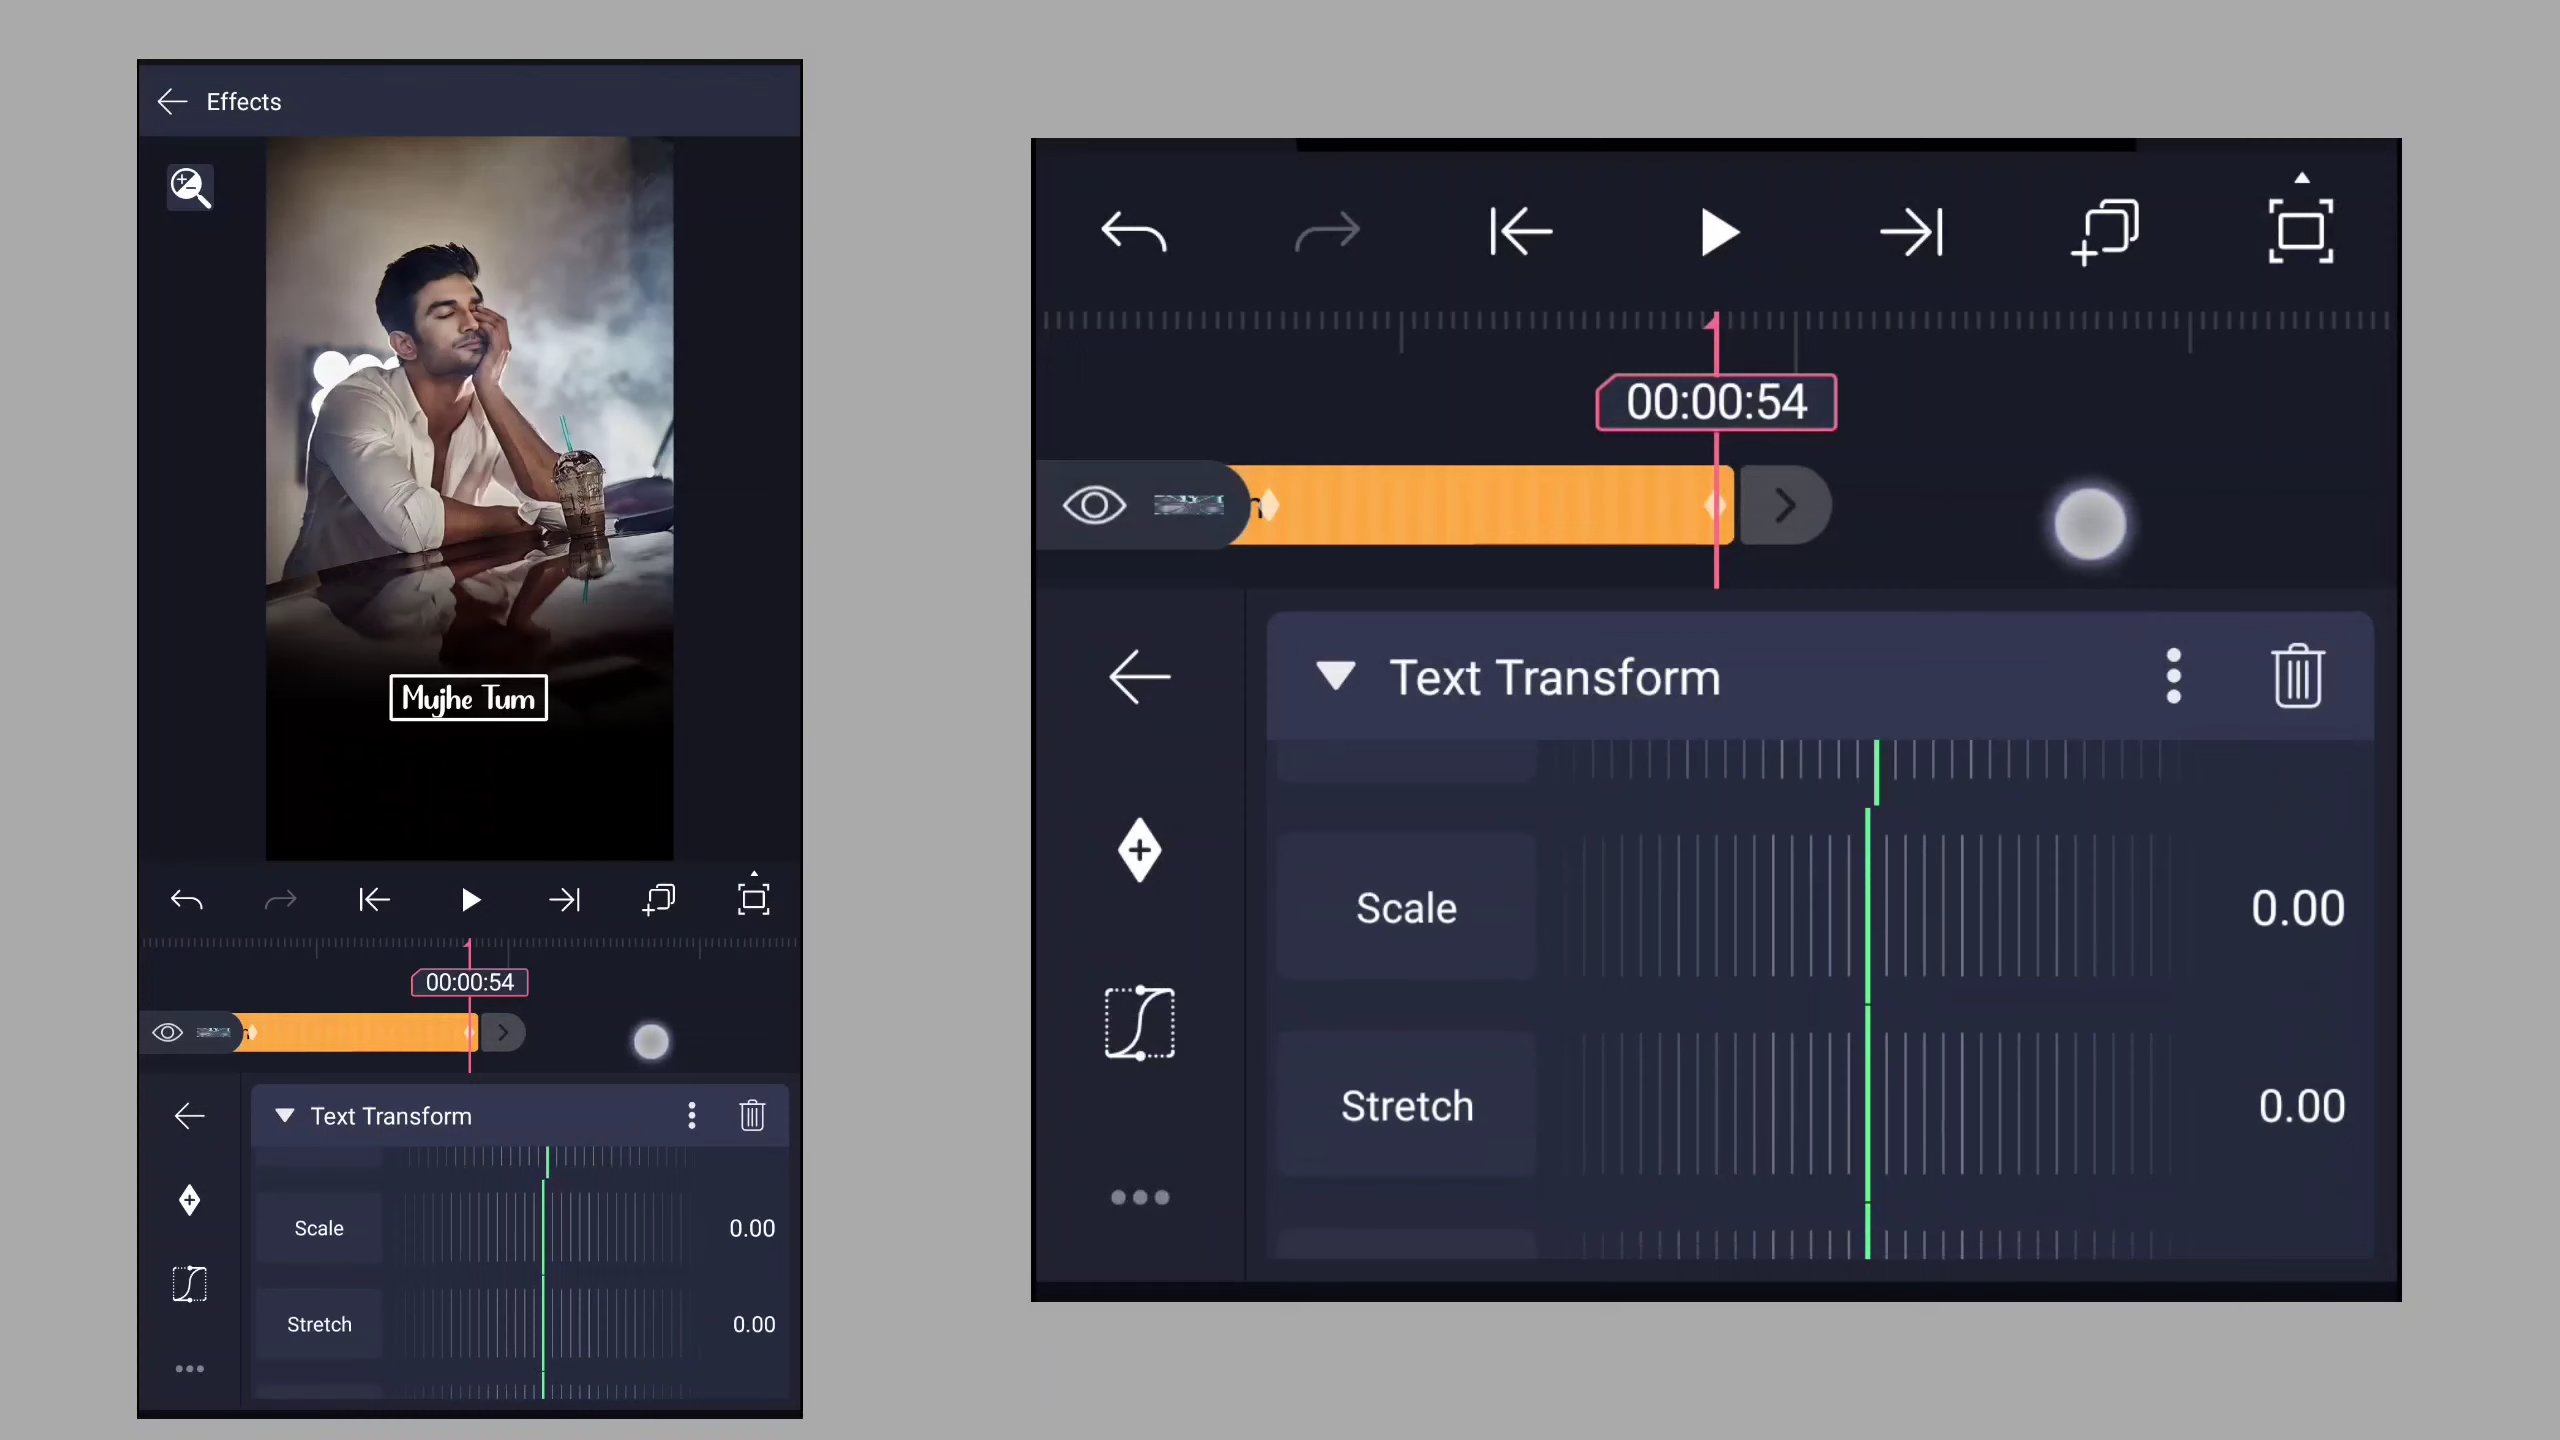 Effects
Mujhe Tum
00:00:54
Text Transform
Scale
0.00
Stretch
0.00
00:00:54
Text Transform
Scale
0.00
Stretch
0.00